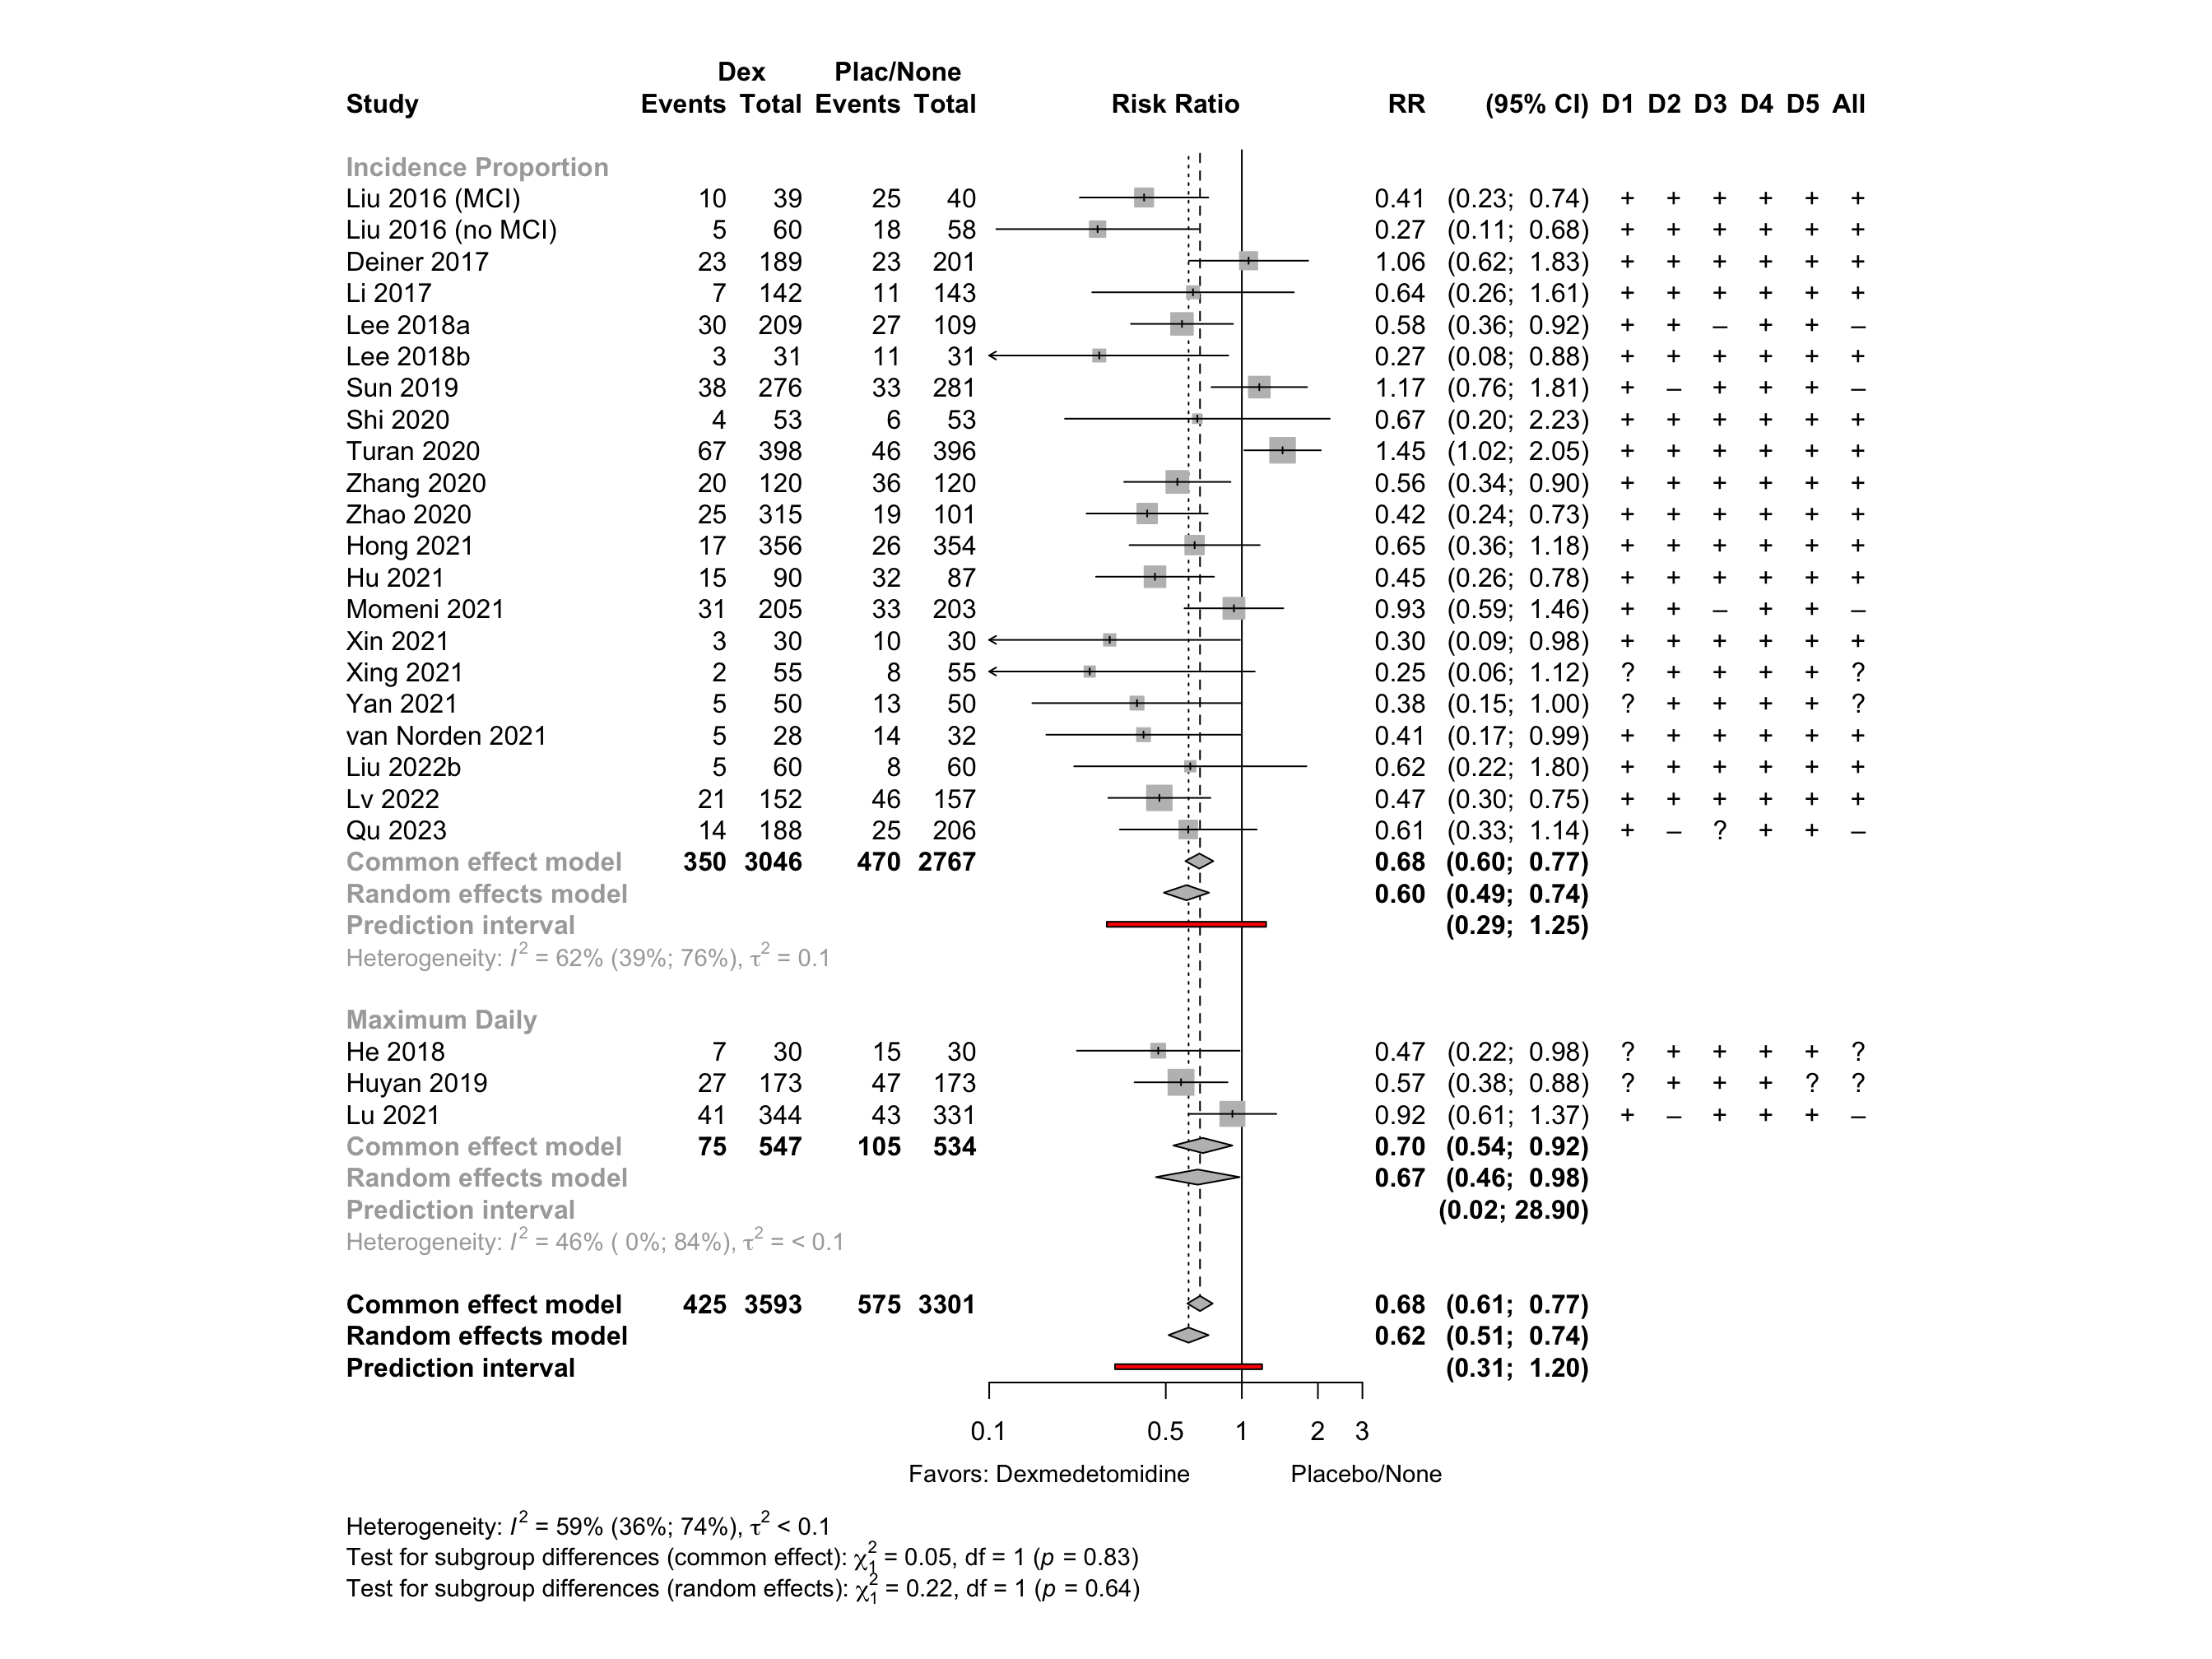 Dex Plac/None
Study Events Total Events Total Risk Ratio RR (95% CI) D1 D2 D3 D4 D5 All
Incidence Proportion
Liu 2016 (MCI) 10 39 25 40 0.41 (0.23; 0.74) + + + + + +
Liu 2016 (no MCI) 5 60 18 58 0.27 (0.11; 0.68) + + + + + +
Deiner 2017 23 189 23 201 1.06 (0.62; 1.83) + + + + + +
Li 2017 7 142 11 143 0.64 (0.26; 1.61) + + + + + +
Lee 2018a 30 209 27 109 0.58 (0.36; 0.92) + + – + + –
Lee 2018b 3 31 11 31 0.27 (0.08; 0.88) + + + + + +
Sun 2019 38 276 33 281 1.17 (0.76; 1.81) + – + + + –
Shi 2020 4 53 6 53 0.67 (0.20; 2.23) + + + + + +
Turan 2020 67 398 46 396 1.45 (1.02; 2.05) + + + + + +
Zhang 2020 20 120 36 120 0.56 (0.34; 0.90) + + + + + +
Zhao 2020 25 315 19 101 0.42 (0.24; 0.73) + + + + + +
Hong 2021 17 356 26 354 0.65 (0.36; 1.18) + + + + + +
Hu 2021 15 90 32 87 0.45 (0.26; 0.78) + + + + + +
Momeni 2021 31 205 33 203 0.93 (0.59; 1.46) + + – + + –
Xin 2021 3 30 10 30 0.30 (0.09; 0.98) + + + + + +
Xing 2021 2 55 8 55 0.25 (0.06; 1.12) ? + + + + ?
Yan 2021 5 50 13 50 0.38 (0.15; 1.00) ? + + + + ?
van Norden 2021 5 28 14 32 0.41 (0.17; 0.99) + + + + + +
Liu 2022b 5 60 8 60 0.62 (0.22; 1.80) + + + + + +
Lv 2022 21 152 46 157 0.47 (0.30; 0.75) + + + + + +
Qu 2023 14 188 25 206 0.61 (0.33; 1.14) + – ? + + –
Common effect model 350 3046 470 2767 0.68 (0.60; 0.77)
Random effects model 0.60 (0.49; 0.74)
Prediction interval (0.29; 1.25)
Heterogeneity: I² = 62% (39%; 76%), τ² = 0.1
Maximum Daily
He 2018 7 30 15 30 0.47 (0.22; 0.98) ? + + + + ?
Huyan 2019 27 173 47 173 0.57 (0.38; 0.88) ? + + + ? ?
Lu 2021 41 344 43 331 0.92 (0.61; 1.37) + – + + + –
Common effect model 75 547 105 534 0.70 (0.54; 0.92)
Random effects model 0.67 (0.46; 0.98)
Prediction interval (0.02; 28.90)
Heterogeneity: I² = 46% ( 0%; 84%), τ² = < 0.1
Common effect model 425 3593 575 3301 0.68 (0.61; 0.77)
Random effects model 0.62 (0.51; 0.74)
Prediction interval (0.31; 1.20)
0.1 0.5 1 2 3
Favors: Dexmedetomidine Placebo/None
Heterogeneity: I² = 59% (36%; 74%), τ² < 0.1
Test for subgroup differences (common effect): χ²₁ = 0.05, df = 1 (p = 0.83)
Test for subgroup differences (random effects): χ²₁ = 0.22, df = 1 (p = 0.64)